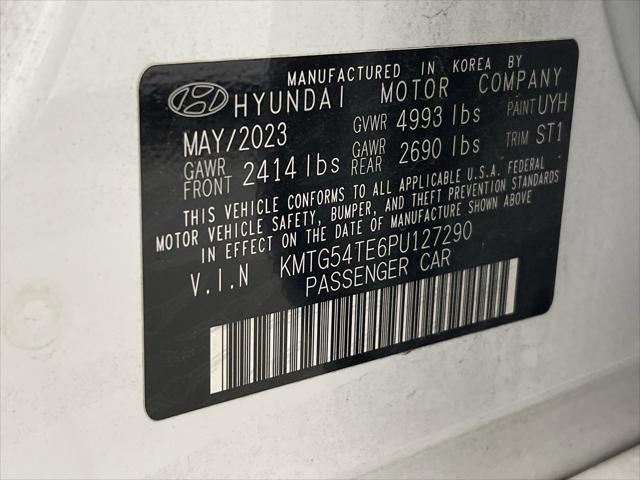 MANUFACTURED IN KOREA BY
HYUNDAI MOTOR COMPANY
MAY/2023 GVWR 4993 lbs PAINT UYH
GAWR FRONT 2414 lbs GAWR REAR 2690 lbs TRIM ST1
THIS VEHICLE CONFORMS TO ALL APPLICABLE U.S.A. FEDERAL
MOTOR VEHICLE SAFETY, BUMPER, AND THEFT PREVENTION STANDARDS
IN EFFECT ON THE DATE OF MANUFACTURE SHOWN ABOVE
V.I.N KMTG54TE6PU127290
PASSENGER CAR